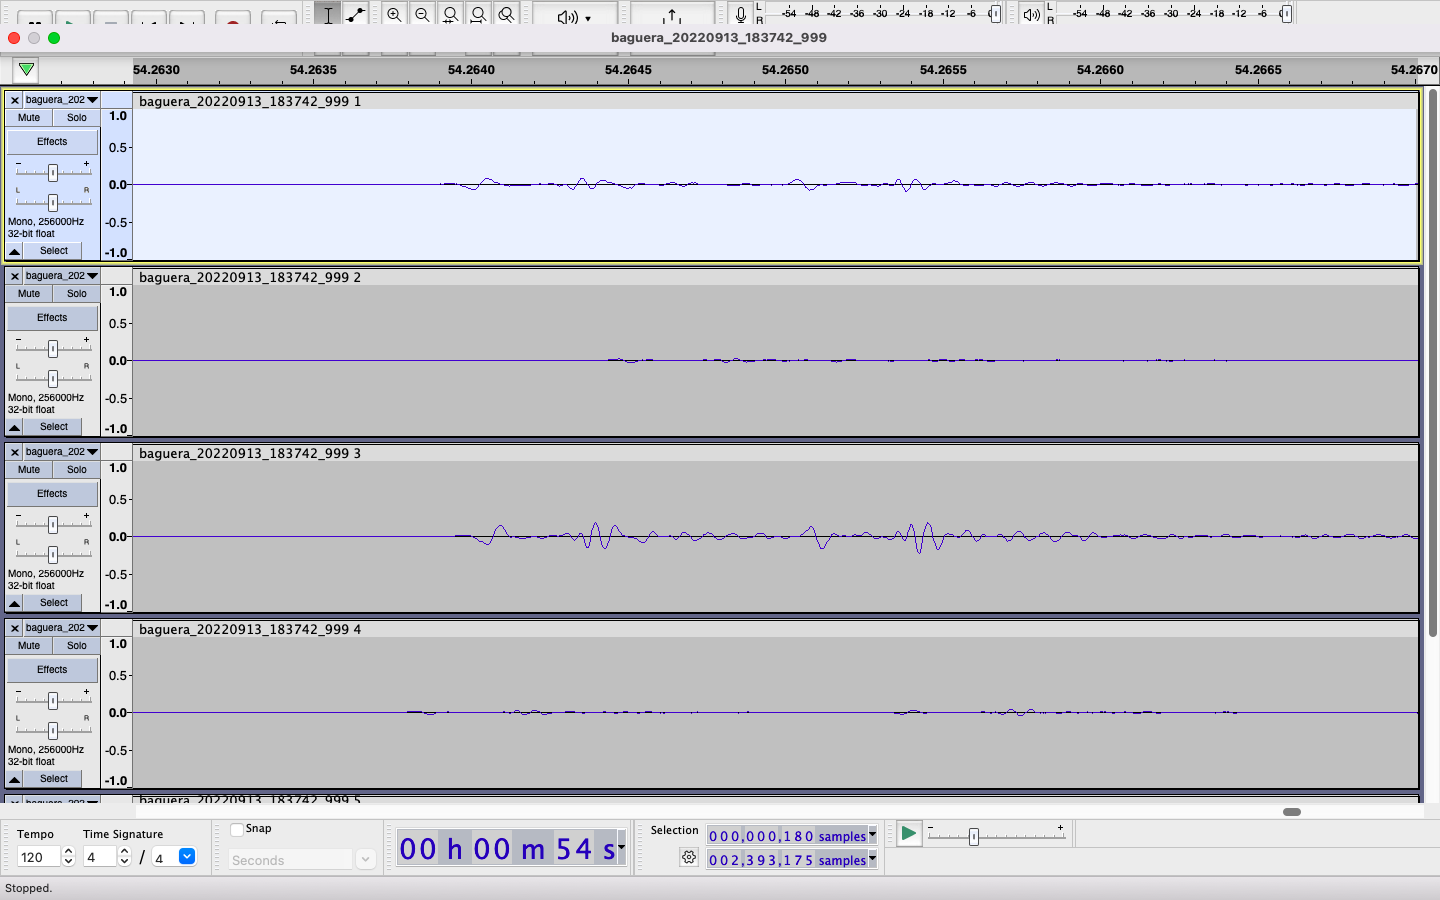 L
R
-54 -48 -42 -36 -30 -24 -18 -12 -6 0
L
R
-54 -48 -42 -36 -30 -24 -18 -12 -6 0
baguera_20220913_183742_999
54.2630 54.2635 54.2640 54.2645 54.2650 54.2655 54.2660 54.2665 54.2670
baguera_202
baguera_20220913_183742_999 1
Mute Solo
Effects
- +
L R
Mono, 256000Hz
32-bit float
Select
1.0
0.5
0.0
-0.5
-1.0
baguera_202
baguera_20220913_183742_999 2
Mute Solo
Effects
- +
L R
Mono, 256000Hz
32-bit float
Select
1.0
0.5
0.0
-0.5
-1.0
baguera_202
baguera_20220913_183742_999 3
Mute Solo
Effects
- +
L R
Mono, 256000Hz
32-bit float
Select
1.0
0.5
0.0
-0.5
-1.0
baguera_202
baguera_20220913_183742_999 4
Mute Solo
Effects
- +
L R
Mono, 256000Hz
32-bit float
Select
1.0
0.5
0.0
-0.5
-1.0
baguera_202
baguera_20220913_183742_999 5
Tempo
120
Time Signature
4 / 4
Snap
Seconds
00 h 00 m 54 s
Selection
000,000,180 samples
002,393,175 samples
- +
Stopped.